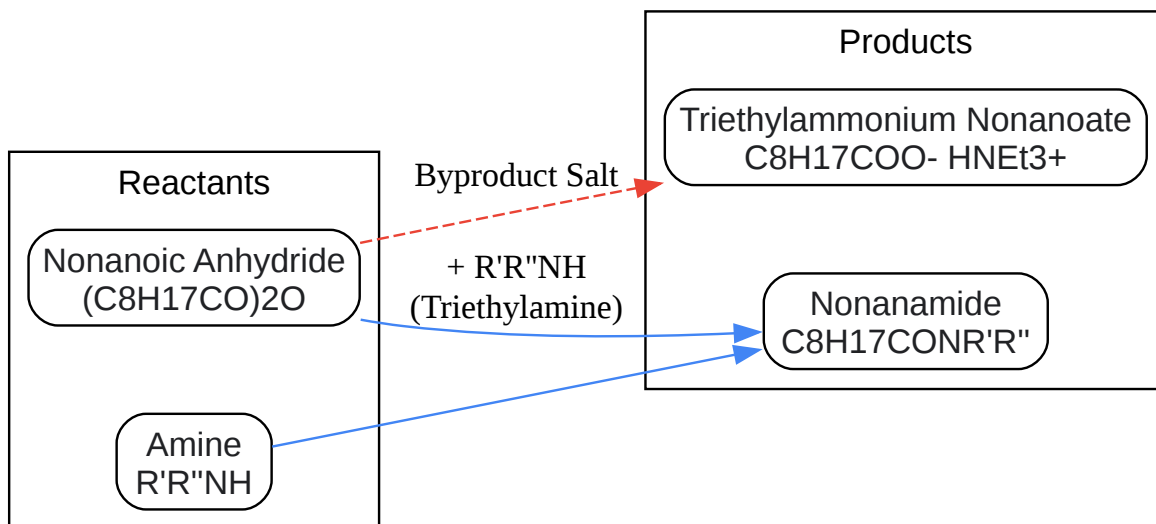 Reactants
Nonanoic Anhydride
(C8H17CO)2O
Amine
R'R"NH
Byproduct Salt
+ R'R"NH
(Triethylamine)
Products
Triethylammonium Nonanoate
C8H17COO- HNEt3+
Nonanamide
C8H17CONR'R"